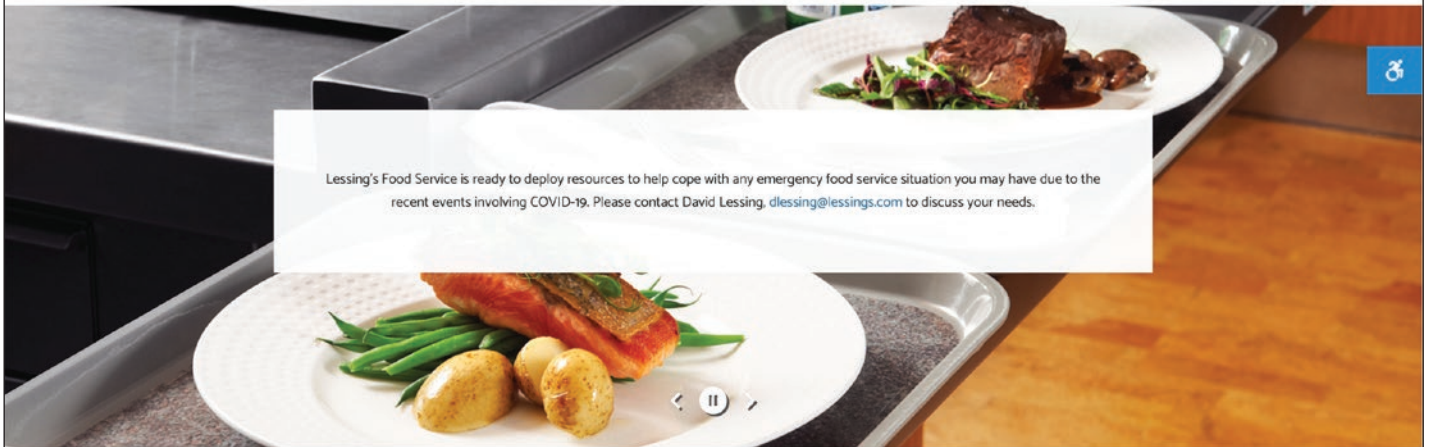 Lessing's Food Service is ready to deploy resources to help cope with any emergency food service situation you may have due to the
recent events involving COVID-19. Please contact David Lessing, dlessing@lessings.com to discuss your needs.